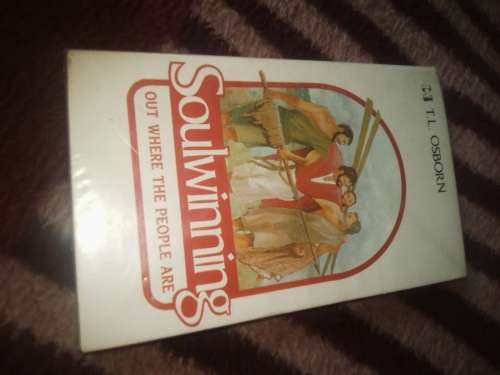 T.L. OSBORN
Soulwinning
OUT WHERE THE PEOPLE ARE